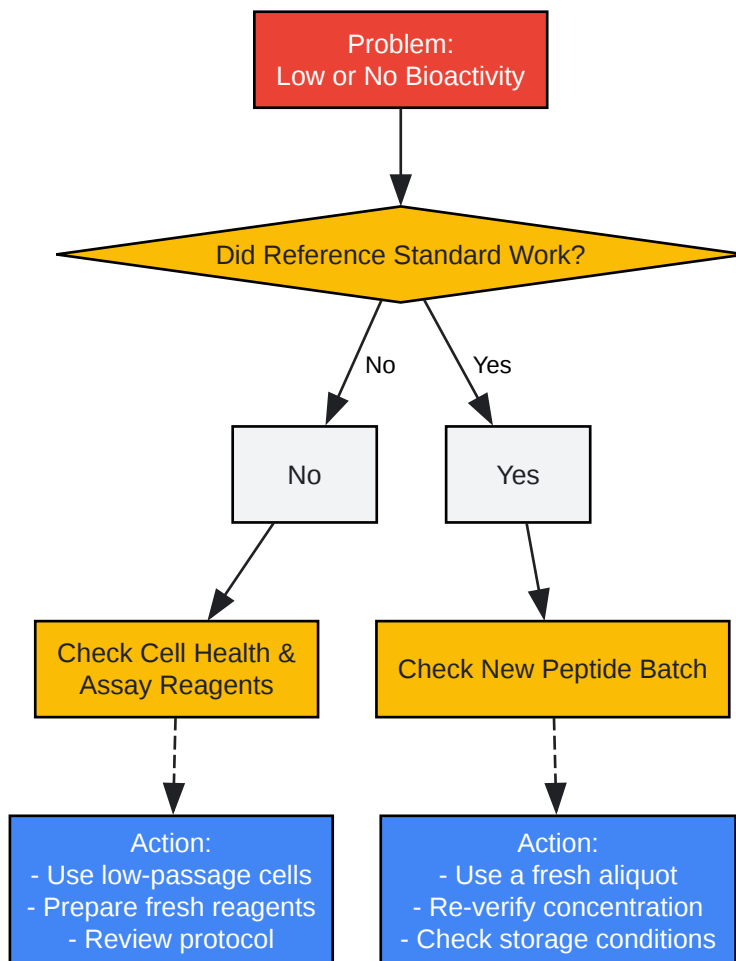 Problem:
Low or No Bioactivity
Did Reference Standard Work?
No
Yes
No
Yes
Check Cell Health &
Assay Reagents
Check New Peptide Batch
Action:
- Use low-passage cells
- Prepare fresh reagents
- Review protocol
Action:
- Use a fresh aliquot
- Re-verify concentration
- Check storage conditions